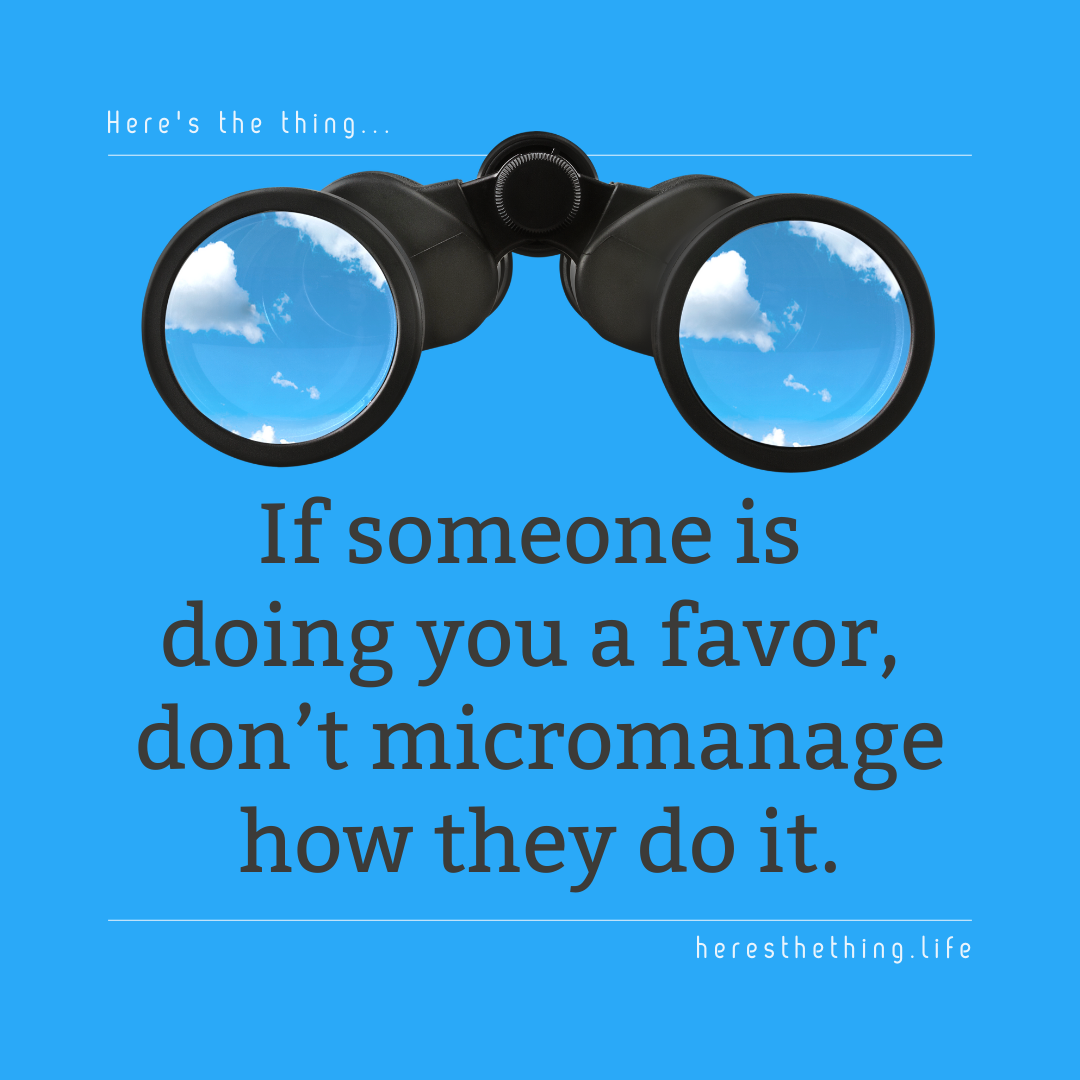 Here's the thing...
If someone is
doing you a favor,
don’t micromanage
how they do it.
heresthething.life